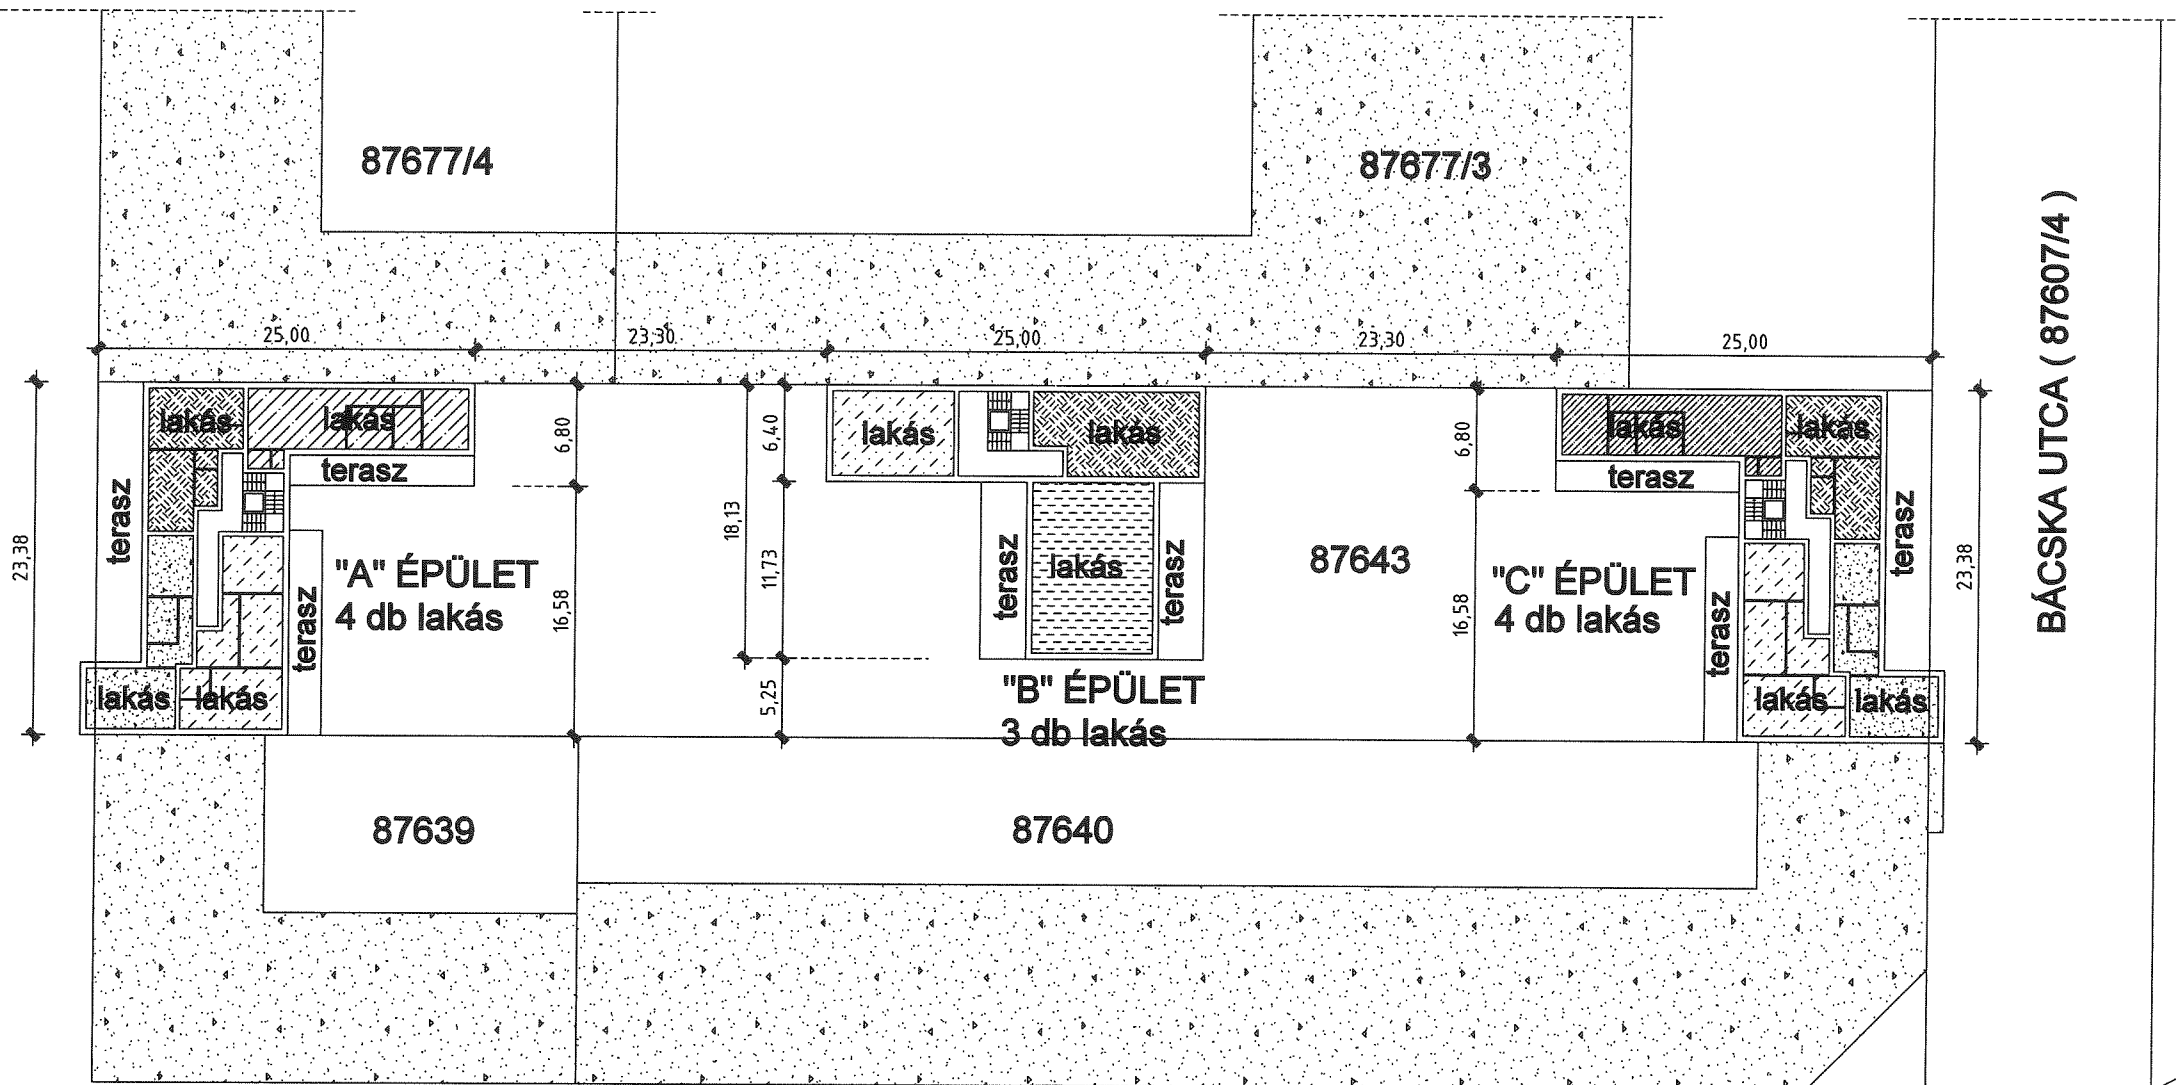 87677/4
87677/3
BÁCSKA UTCA ( 87607/4 )
25,00
23,30
25,00
23,30
25,00
lakás
lakás
terasz
terasz
terasz
23,38
"A" ÉPÜLET
4 db lakás
lakás
lakás
6,80
16,58
18,13
6,40
11,73
5,25
lakás
lakás
terasz
lakás
terasz
"B" ÉPÜLET
3 db lakás
87643
6,80
16,58
lakás
lakás
terasz
terasz
terasz
"C" ÉPÜLET
4 db lakás
lakás
lakás
23,38
87639
87640